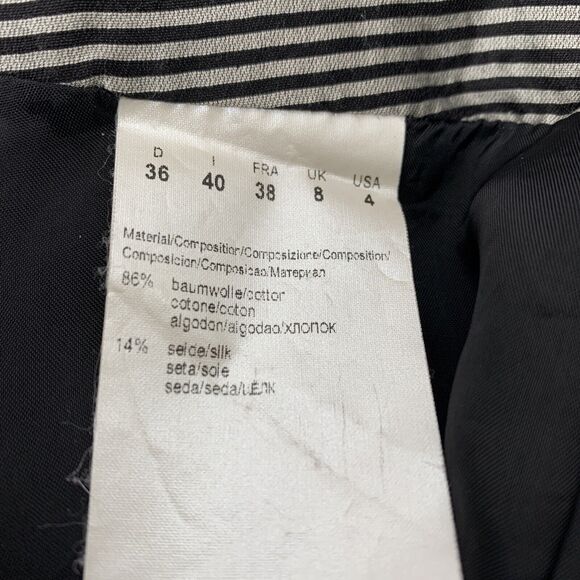 D I FRA UK USA
36 40 38 8 4
Material/Composition/Composizione/Composition/
Composicion/Composicao/Материал
86% baumwolle/cotton
cotone/coton
algodon/algodao/хлопок
14% seide/silk
seta/soie
seda/seda/ШЁЛК